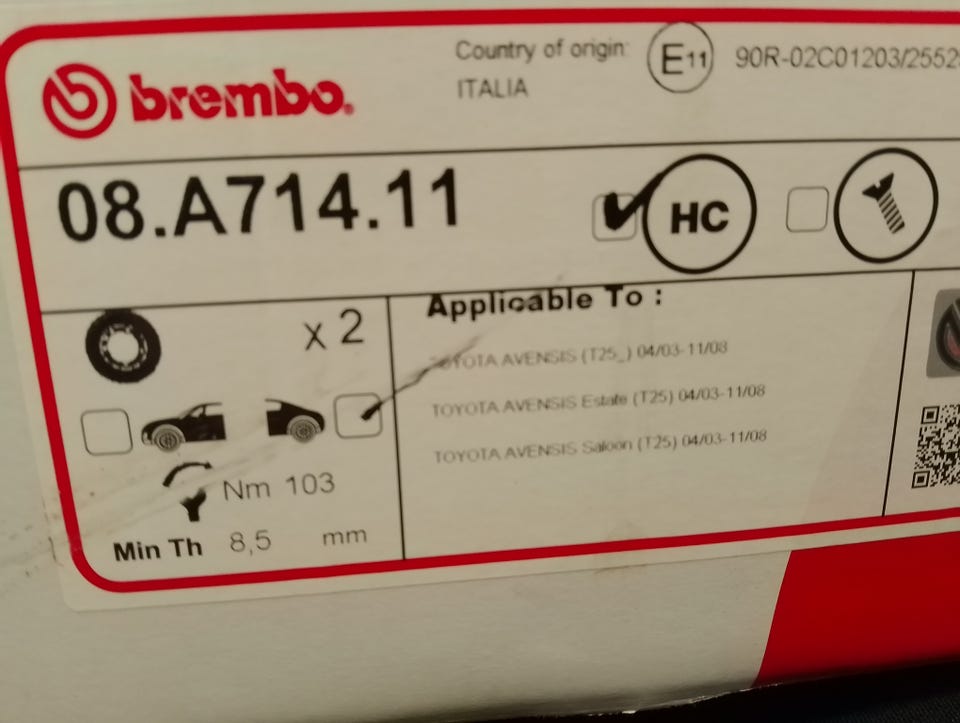 brembo
Country of origin:
ITALIA
E11
90R-02C01203/2552
08.A714.11
HC
x 2
Nm 103
Min Th 8,5 mm
Applicable To :
TOYOTA AVENSIS (T25_) 04/03-11/08
TOYOTA AVENSIS Estate (T25) 04/03-11/08
TOYOTA AVENSIS Saloon (T25) 04/03-11/08